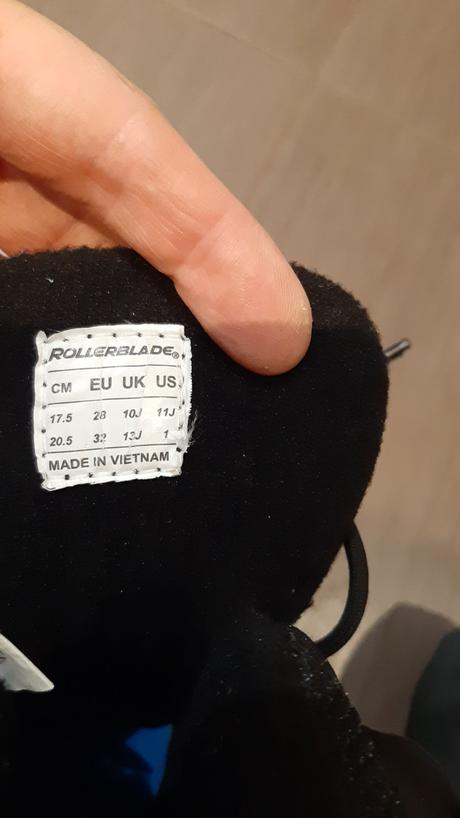 ROLLERBLADE®
CM EU UK US
17.5 28 10J 11J
20.5 32 13J 1
MADE IN VIETNAM